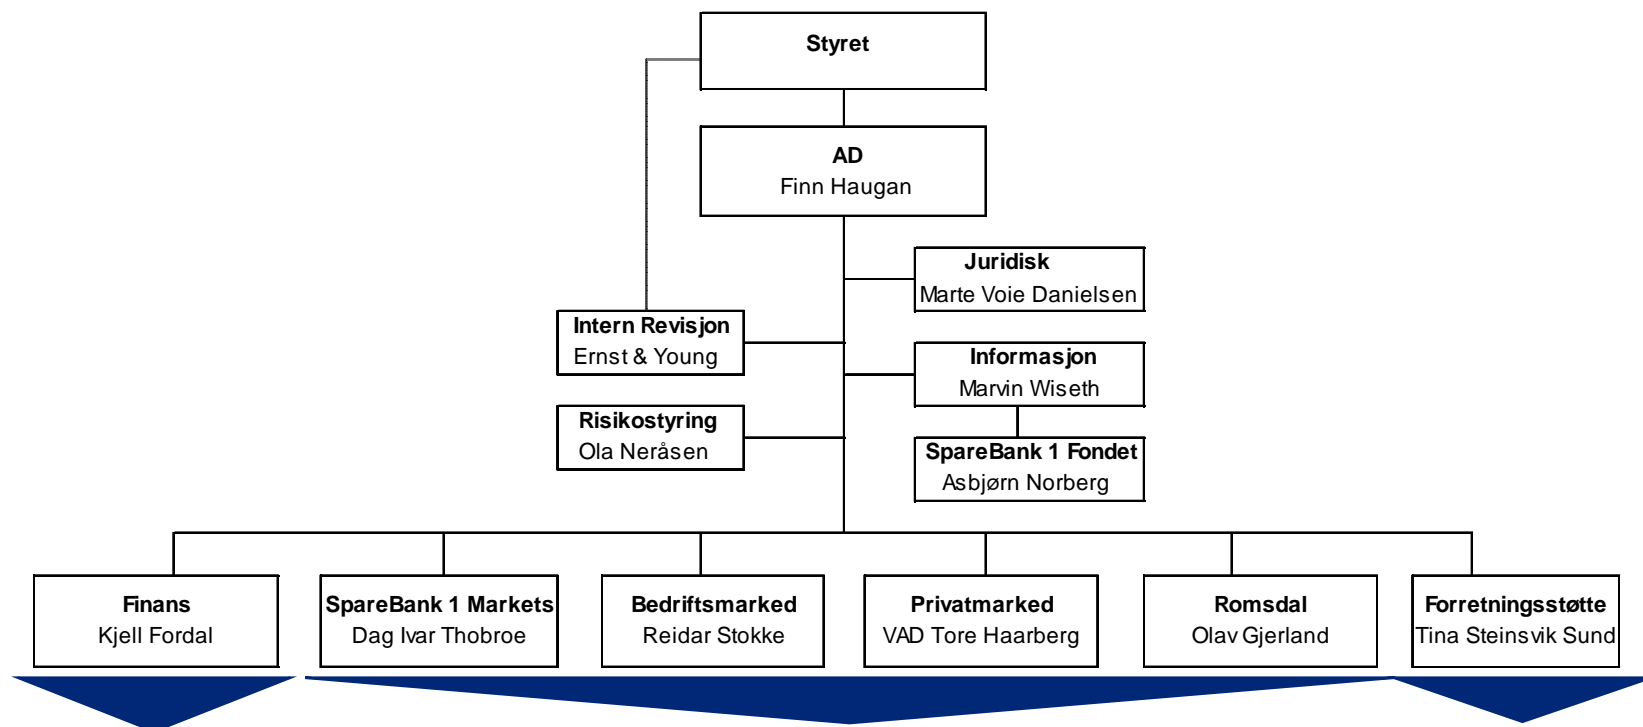 Styret
AD
Finn Haugan
Juridisk
Marte Voie Danielsen
Intern Revisjon
Ernst & Young
Informasjon
Marvin Wiseth
Risikostyring
Ola Neråsen
SpareBank 1 Fondet
Asbjørn Norberg
Finans
Kjell Fordal
SpareBank 1 Markets
Dag Ivar Thobroe
Bedriftsmarked
Reidar Stokke
Privatmarked
VAD Tore Haarberg
Romsdal
Olav Gjerland
Forretningsstøtte
Tina Steinsvik Sund